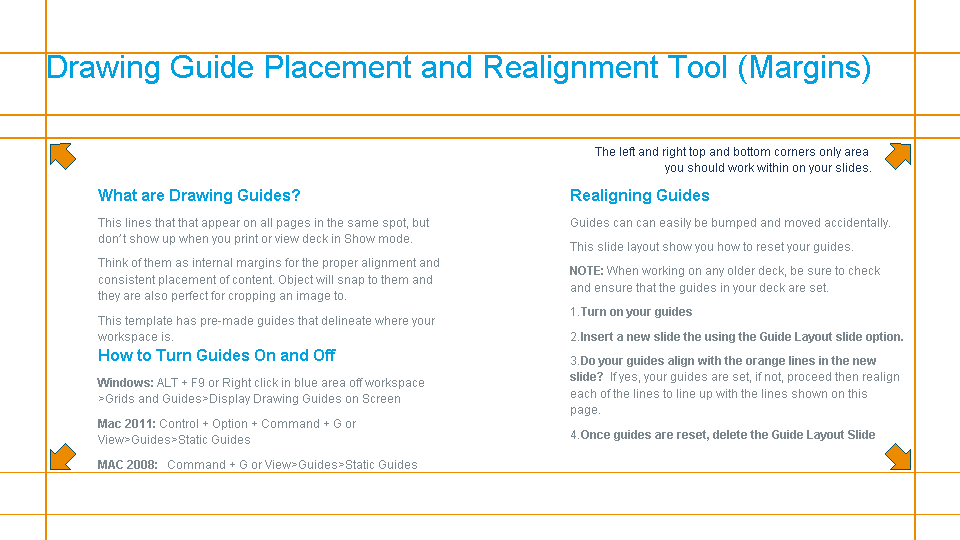 Drawing Guide Placement and Realignment Tool (Margins)
The left and right top and bottom corners only area
you should work within on your slides.
What are Drawing Guides?
This lines that that appear on all pages in the same spot, but
don't show up when you print or view deck in Show mode.
Think of them as internal margins for the proper alignment and
consistent placement of content. Object will snap to them and
they are also perfect for cropping an image to.
This template has pre-made guides that delineate where your
workspace is.
How to Turn Guides On and Off
Windows: ALT + F9 or Right click in blue area off workspace
>Grids and Guides>Display Drawing Guides on Screen
Mac 2011: Control + Option + Command + G or
View>Guides>Static Guides
MAC 2008: Command + G or View>Guides>Static Guides
Realigning Guides
Guides can can easily be bumped and moved accidentally.
This slide layout show you how to reset your guides.
NOTE: When working on any older deck, be sure to check
and ensure that the guides in your deck are set.
1.Turn on your guides
2.Insert a new slide the using the Guide Layout slide option.
3.Do your guides align with the orange lines in the new
slide? If yes, your guides are set, if not, proceed then realign
each of the lines to line up with the lines shown on this
page.
4.Once guides are reset, delete the Guide Layout Slide